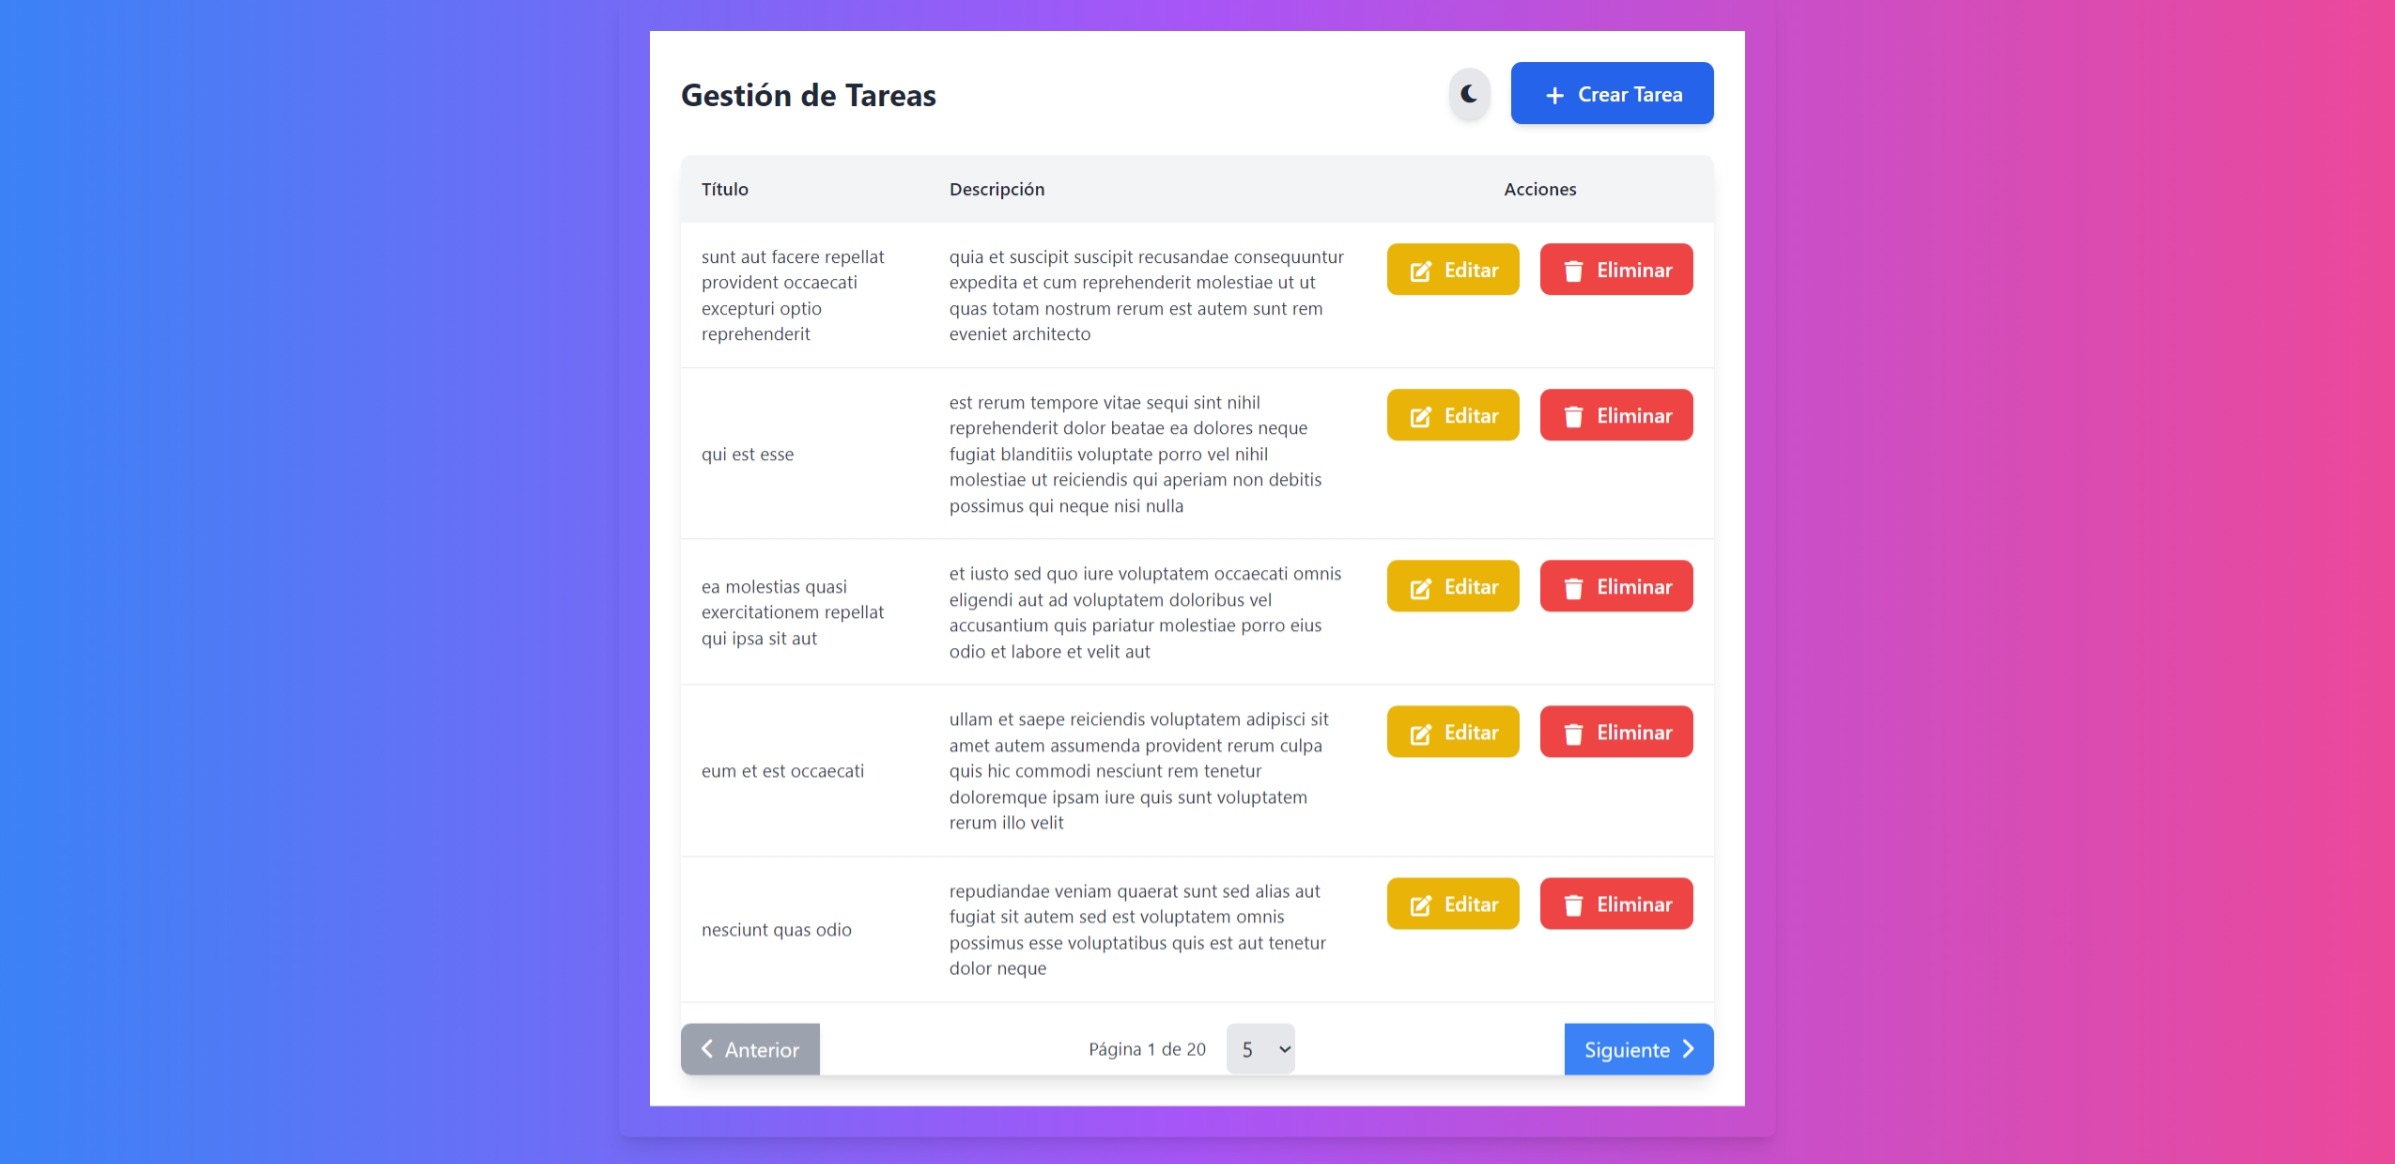 Gestión de Tareas
Crear Tarea
Título
Descripción
Acciones
sunt aut facere repellat
provident occaecati
excepturi optio
reprehenderit
quia et suscipit suscipit recusandae consequuntur
expedita et cum reprehenderit molestiae ut ut
quas totam nostrum rerum est autem sunt rem
eveniet architecto
Editar
Eliminar
qui est esse
est rerum tempore vitae sequi sint nihil
reprehenderit dolor beatae ea dolores neque
fugiat blanditiis voluptate porro vel nihil
molestiae ut reiciendis qui aperiam non debitis
possimus qui neque nisi nulla
Editar
Eliminar
ea molestias quasi
exercitationem repellat
qui ipsa sit aut
et iusto sed quo iure voluptatem occaecati omnis
eligendi aut ad voluptatem doloribus vel
accusantium quis pariatur molestiae porro eius
odio et labore et velit aut
Editar
Eliminar
eum et est occaecati
ullam et saepe reiciendis voluptatem adipisci sit
amet autem assumenda provident rerum culpa
quis hic commodi nesciunt rem tenetur
doloremque ipsam iure quis sunt voluptatem
rerum illo velit
Editar
Eliminar
nesciunt quas odio
repudiandae veniam quaerat sunt sed alias aut
fugiat sit autem sed est voluptatem omnis
possimus esse voluptatibus quis est aut tenetur
dolor neque
Editar
Eliminar
Anterior
Página 1 de 20
5
Siguiente